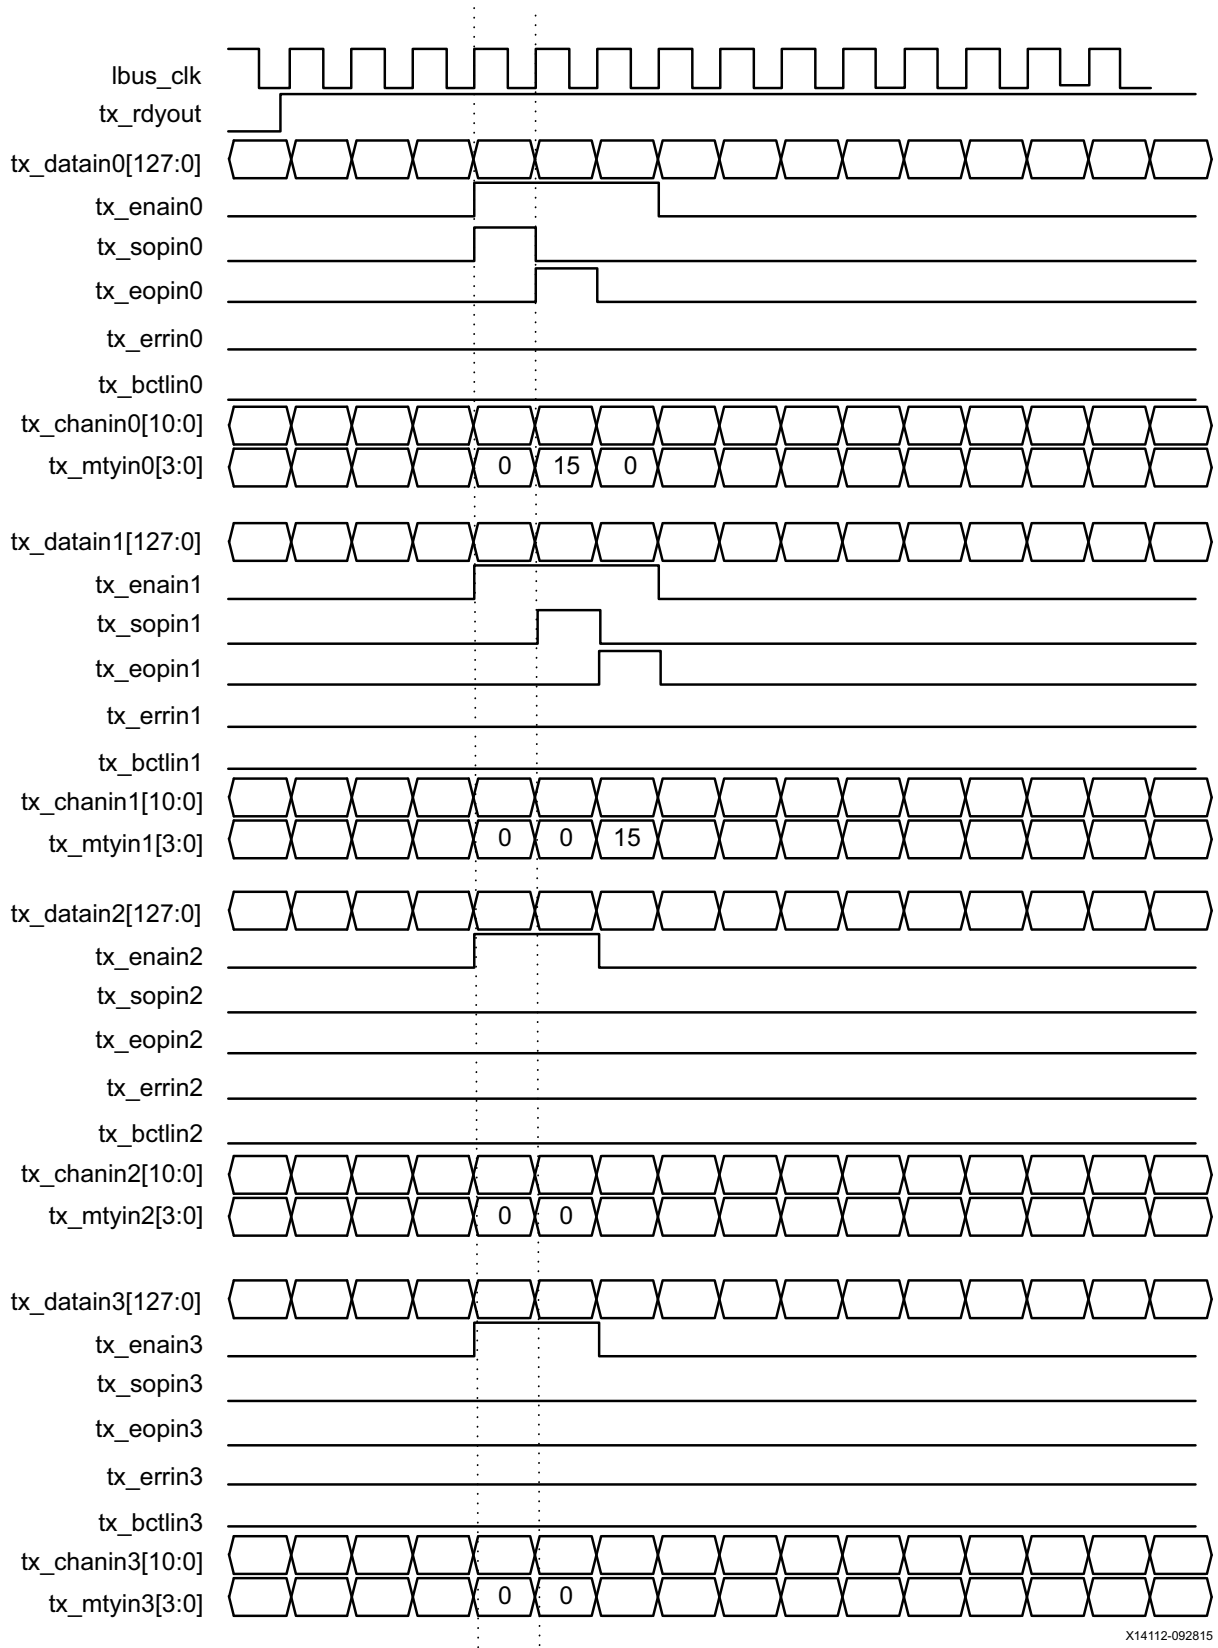 lbus_clk
tx_rdyout
tx_datain0[127:0]
tx_enain0
tx_sopin0
tx_eopin0
tx_errin0
tx_bctlin0
tx_chanin0[10:0]
tx_mtyin0[3:0] 0 15 0
tx_datain1[127:0]
tx_enain1
tx_sopin1
tx_eopin1
tx_errin1
tx_bctlin1
tx_chanin1[10:0]
tx_mtyin1[3:0] 0 0 15
tx_datain2[127:0]
tx_enain2
tx_sopin2
tx_eopin2
tx_errin2
tx_bctlin2
tx_chanin2[10:0]
tx_mtyin2[3:0] 0 0
tx_datain3[127:0]
tx_enain3
tx_sopin3
tx_eopin3
tx_errin3
tx_bctlin3
tx_chanin3[10:0]
tx_mtyin3[3:0] 0 0
X14112-092815